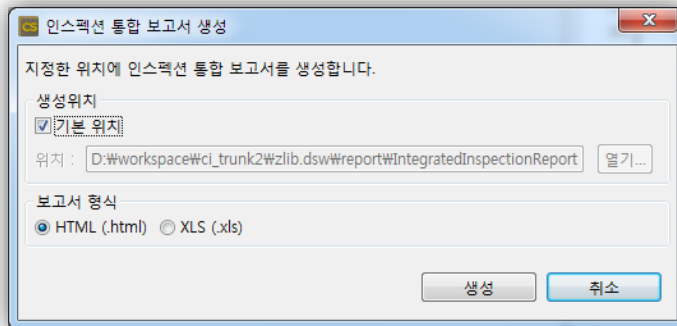 CS 인스펙션 통합 보고서 생성
지정한 위치에 인스펙션 통합 보고서를 생성합니다.
생성위치
기본 위치
위치 : D:₩workspace₩ci_trunk2₩zlib.dsw₩report₩IntegratedInspectionReport 열기...
보고서 형식
HTML (.html) XLS (.xls)
생성 취소